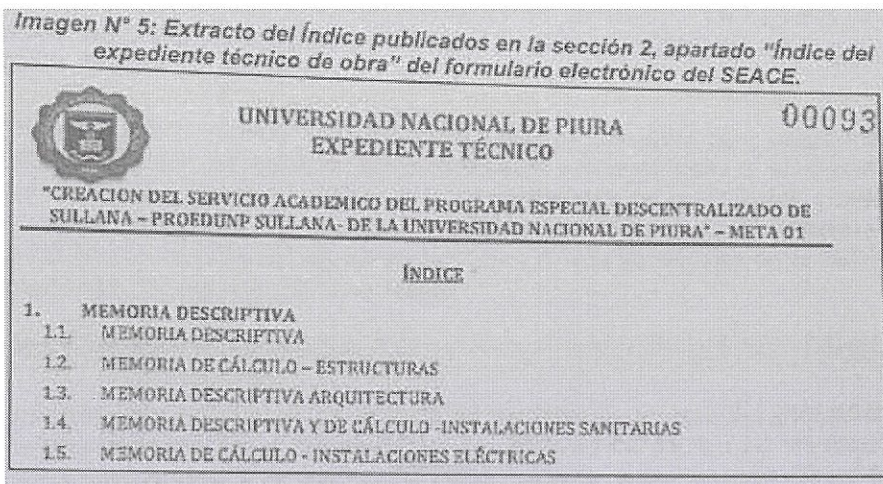 Imagen N° 5: Extracto del Índice publicados en la sección 2, apartado "Índice del
expediente técnico de obra" del formulario electrónico del SEACE.
00093
UNIVERSIDAD NACIONAL DE PIURA
EXPEDIENTE TÉCNICO
"CREACION DEL SERVICIO ACADEMICO DEL PROGRAMA ESPECIAL DESCENTRALIZADO DE
SULLANA – PROEDUNP SULLANA- DE LA UNIVERSIDAD NACIONAL DE PIURA" – META 01
ÍNDICE
1. MEMORIA DESCRIPTIVA
1.1. MEMORIA DESCRIPTIVA
1.2. MEMORIA DE CÁLCULO – ESTRUCTURAS
1.3. MEMORIA DESCRIPTIVA ARQUITECTURA
1.4. MEMORIA DESCRIPTIVA Y DE CÁLCULO -INSTALACIONES SANITARIAS
1.5. MEMORIA DE CÁLCULO - INSTALACIONES ELÉCTRICAS